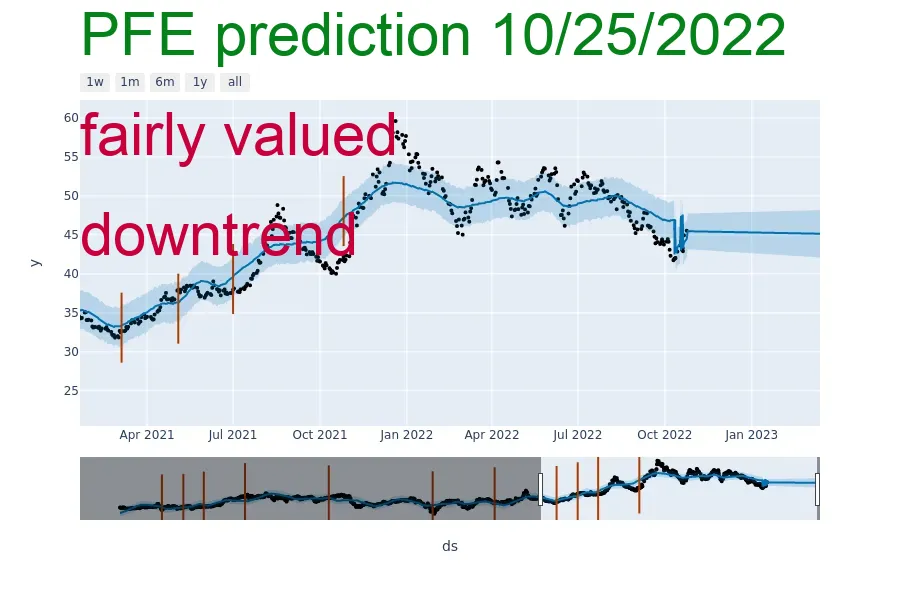 PFE prediction 10/25/2022
1w 1m 6m 1y all
fairly valued
downtrend
60
55
50
45
40
35
30
25
y
Apr 2021 Jul 2021 Oct 2021 Jan 2022 Apr 2022 Jul 2022 Oct 2022 Jan 2023
ds